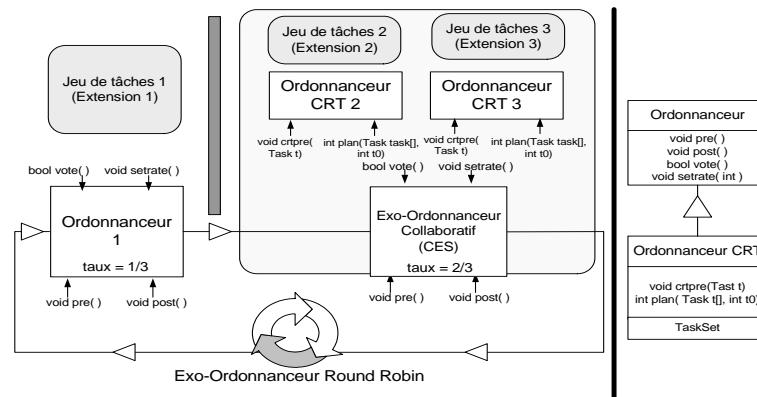 Jeu de tâches 1
(Extension 1)
Jeu de tâches 2
(Extension 2)
Jeu de tâches 3
(Extension 3)
Ordonnanceur
CRT 2
Ordonnanceur
CRT 3
void crtpre(
Task t)
int plan(Task task[],
int t0)
void crtpre(
Task t)
int plan(Task task[],
int t0)
bool vote( )
void setrate( )
bool vote( )
void setrate( )
Ordonnanceur
1
taux = 1/3
Exo-Ordonnanceur
Collaboratif
(CES)
taux = 2/3
void pre( )
void post( )
void pre( )
void post( )
Exo-Ordonnanceur Round Robin
Ordonnanceur
void pre( )
void post( )
bool vote( )
void setrate( int )
Ordonnanceur CRT
void crtpre(Tast t)
int plan( Task t[], int t0)
TaskSet